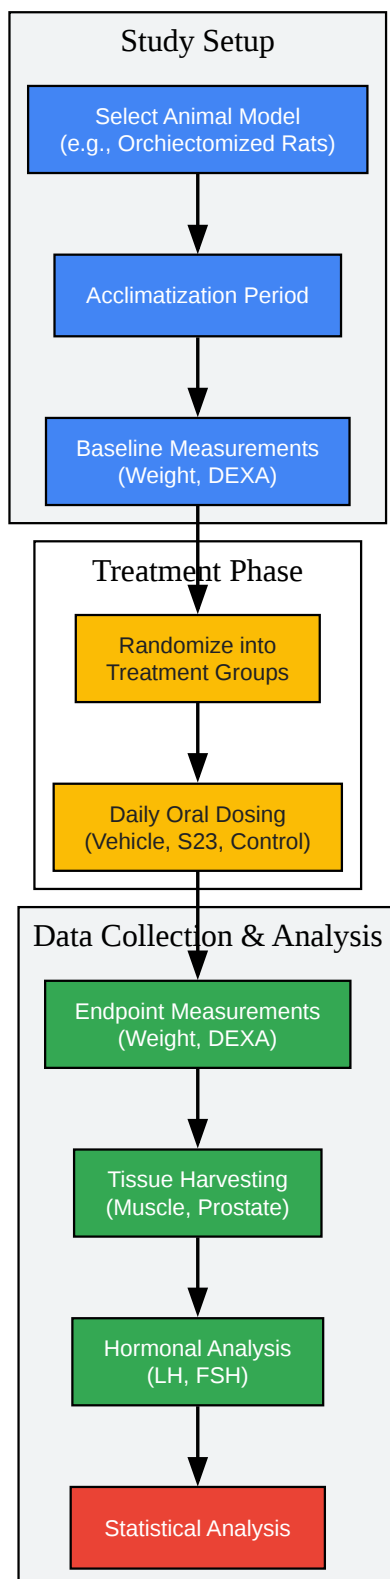 Study Setup
Select Animal Model
(e.g., Orchiectomized Rats)
Acclimatization Period
Baseline Measurements
(Weight, DEXA)
Treatment Phase
Randomize into
Treatment Groups
Daily Oral Dosing
(Vehicle, S23, Control)
Data Collection & Analysis
Endpoint Measurements
(Weight, DEXA)
Tissue Harvesting
(Muscle, Prostate)
Hormonal Analysis
(LH, FSH)
Statistical Analysis